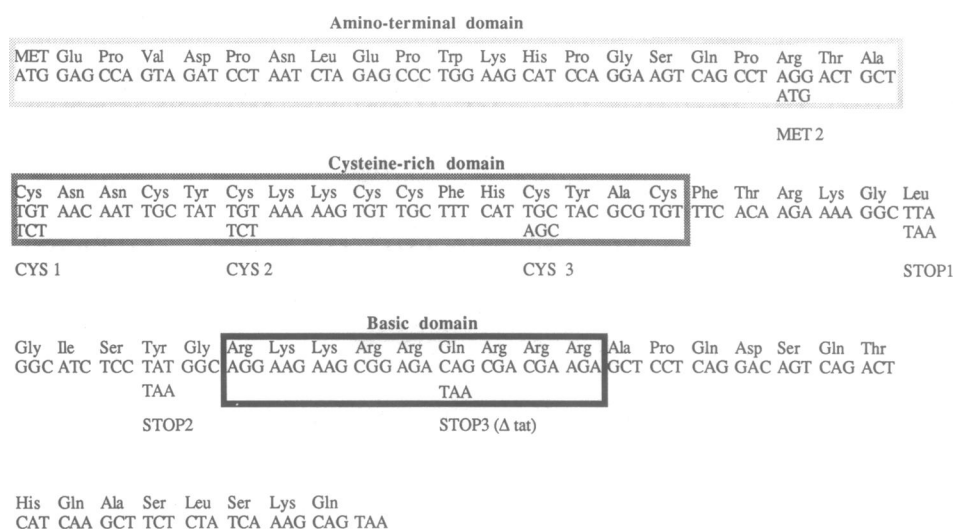 Amino-terminal domain
MET Glu Pro Val Asp Pro Asn Leu Glu Pro Trp Lys His Pro Gly Ser Gln Pro Arg Thr Ala
ATG GAG CCA GTA GAT CCT AAT CTA GAG CCC TGG AAG CAT CCA GGA AGT CAG CCT AGG ACT GCT
ATG
MET 2
Cysteine-rich domain
Cys Asn Asn Cys Tyr Cys Lys Lys Cys Cys Phe His Cys Tyr Ala Cys Phe Thr Arg Lys Gly Leu
TGT AAC AAT TGC TAT TGT AAA AAG TGT TGC TTT CAT TGC TAC GCG TGT TTC ACA AGA AAA GGC TTA
TCT TCT AGC TAA
CYS 1 CYS 2 CYS 3 STOP1
Basic domain
Gly Ile Ser Tyr Gly Arg Lys Lys Arg Arg Gln Arg Arg Arg Ala Pro Gln Asp Ser Gln Thr
GGC ATC TCC TAT GGC AGG AAG AAG CGG AGA CAG CGA CGA AGA GCT CCT CAG GAC AGT CAG ACT
TAA TAA
STOP2 STOP3 (Δ tat)
His Gln Ala Ser Leu Ser Lys Gln
CAT CAA GCT TCT CTA TCA AAG CAG TAA